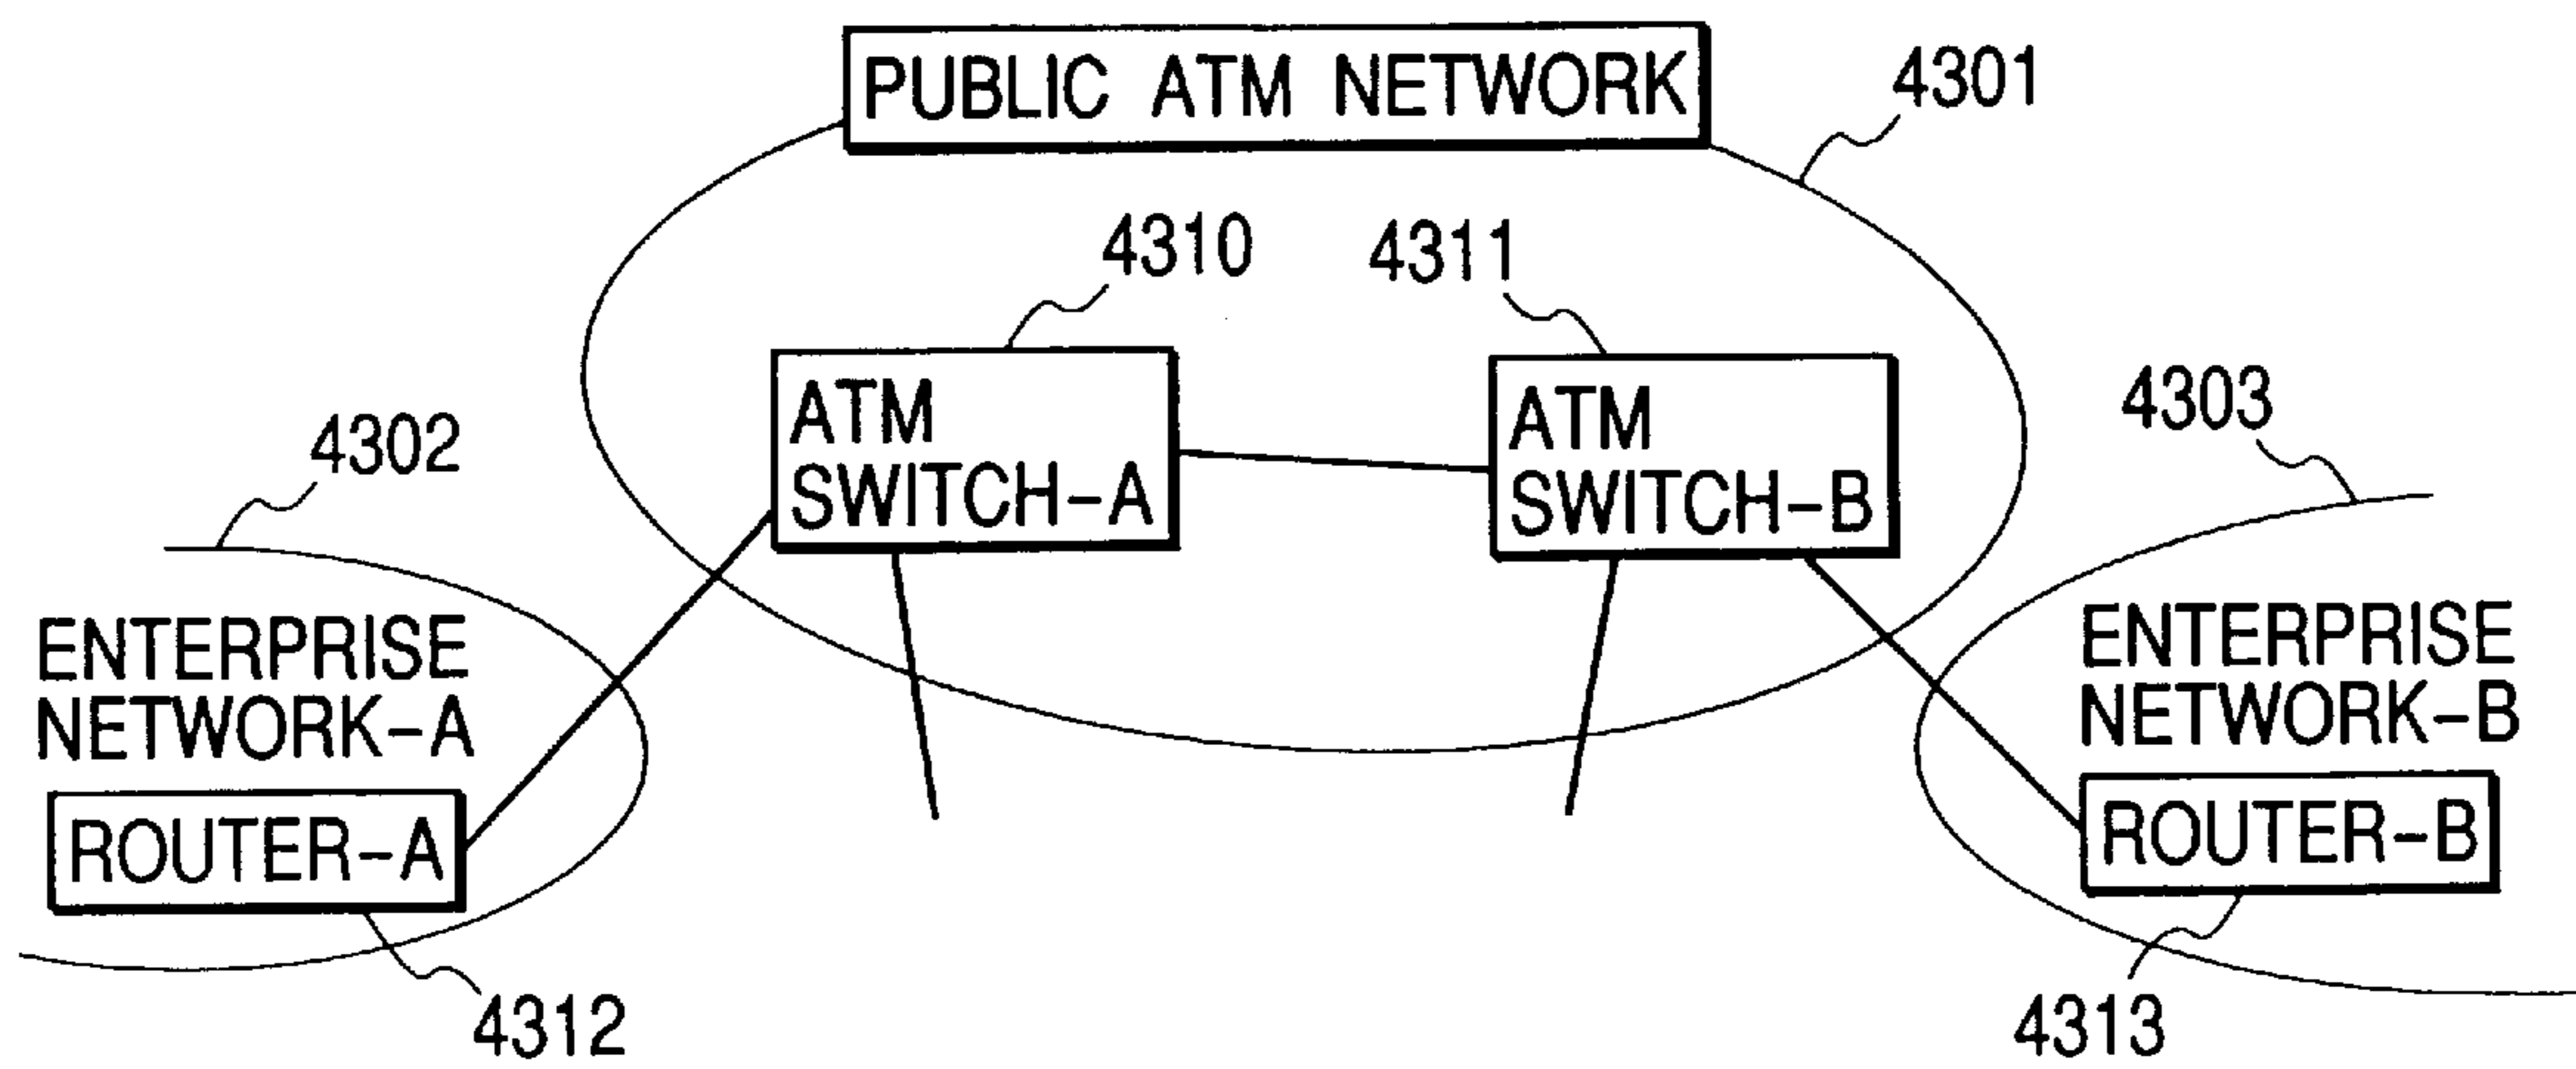 PUBLIC ATM NETWORK
4301
4310
4311
ATM
SWITCH-A
ATM
SWITCH-B
4302
4303
ENTERPRISE
NETWORK-A
ROUTER-A
4312
ENTERPRISE
NETWORK-B
ROUTER-B
4313